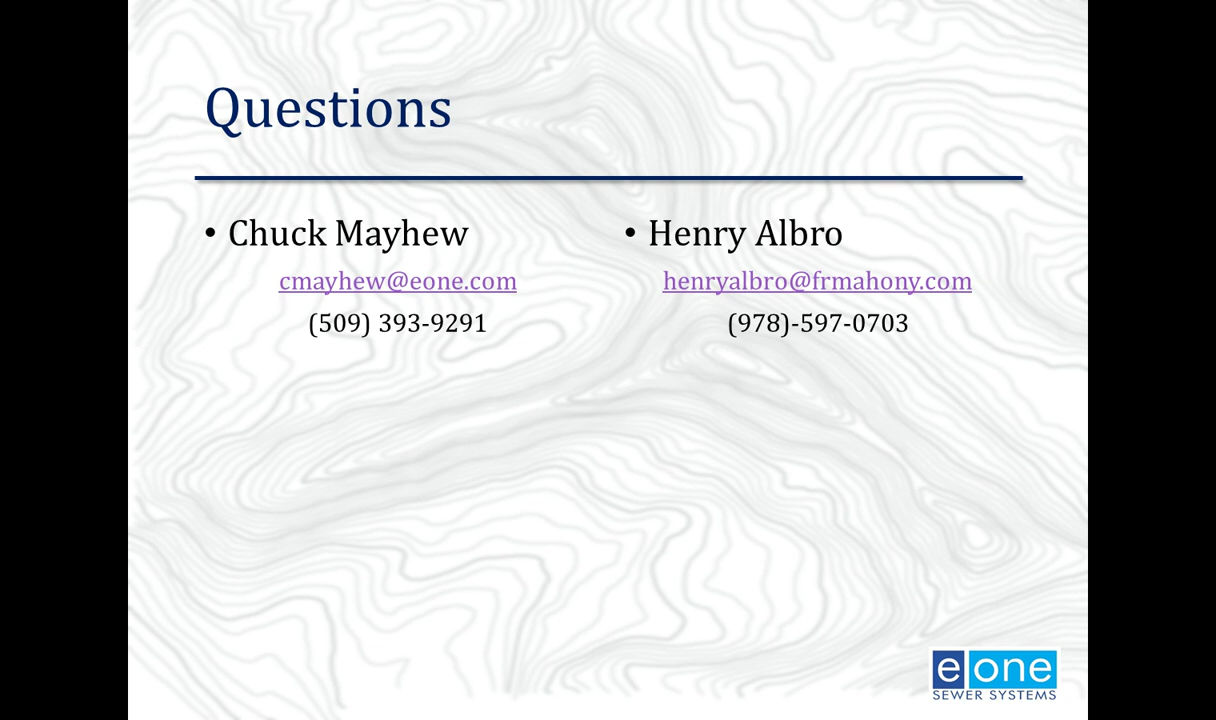 Questions
• Chuck Mayhew
cmayhew@eone.com
(509) 393-9291
• Henry Albro
henryalbro@frmahony.com
(978)-597-0703
e one
SEWER SYSTEMS